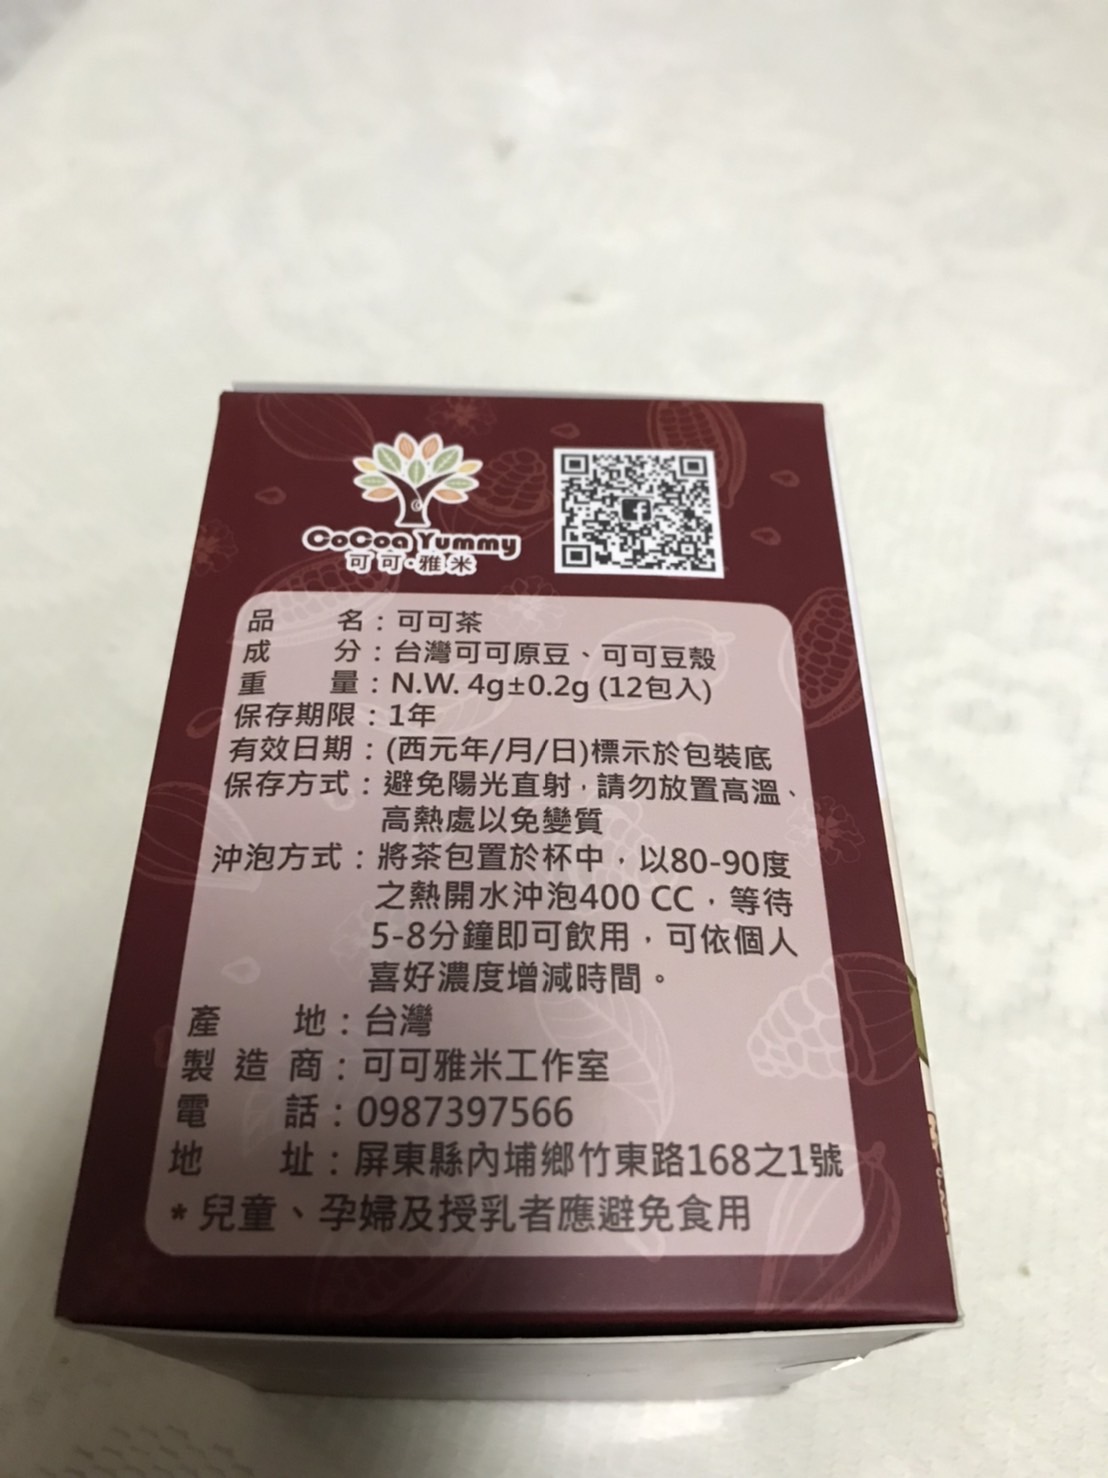 CoCoa Yummy
可可·雅米
品名：可可茶
成分：台灣可可原豆、可可豆殼
重量：N.W. 4g±0.2g (12包入)
保存期限：1年
有效日期：(西元年/月/日)標示於包裝底
保存方式：避免陽光直射，請勿放置高溫、
高熱處以免變質
沖泡方式：將茶包置於杯中，以80-90度
之熱開水沖泡400 CC，等待
5-8分鐘即可飲用，可依個人
喜好濃度增減時間。
產地：台灣
製造商：可可雅米工作室
電話：0987397566
地址：屏東縣內埔鄉竹東路168之1號
* 兒童、孕婦及授乳者應避免食用